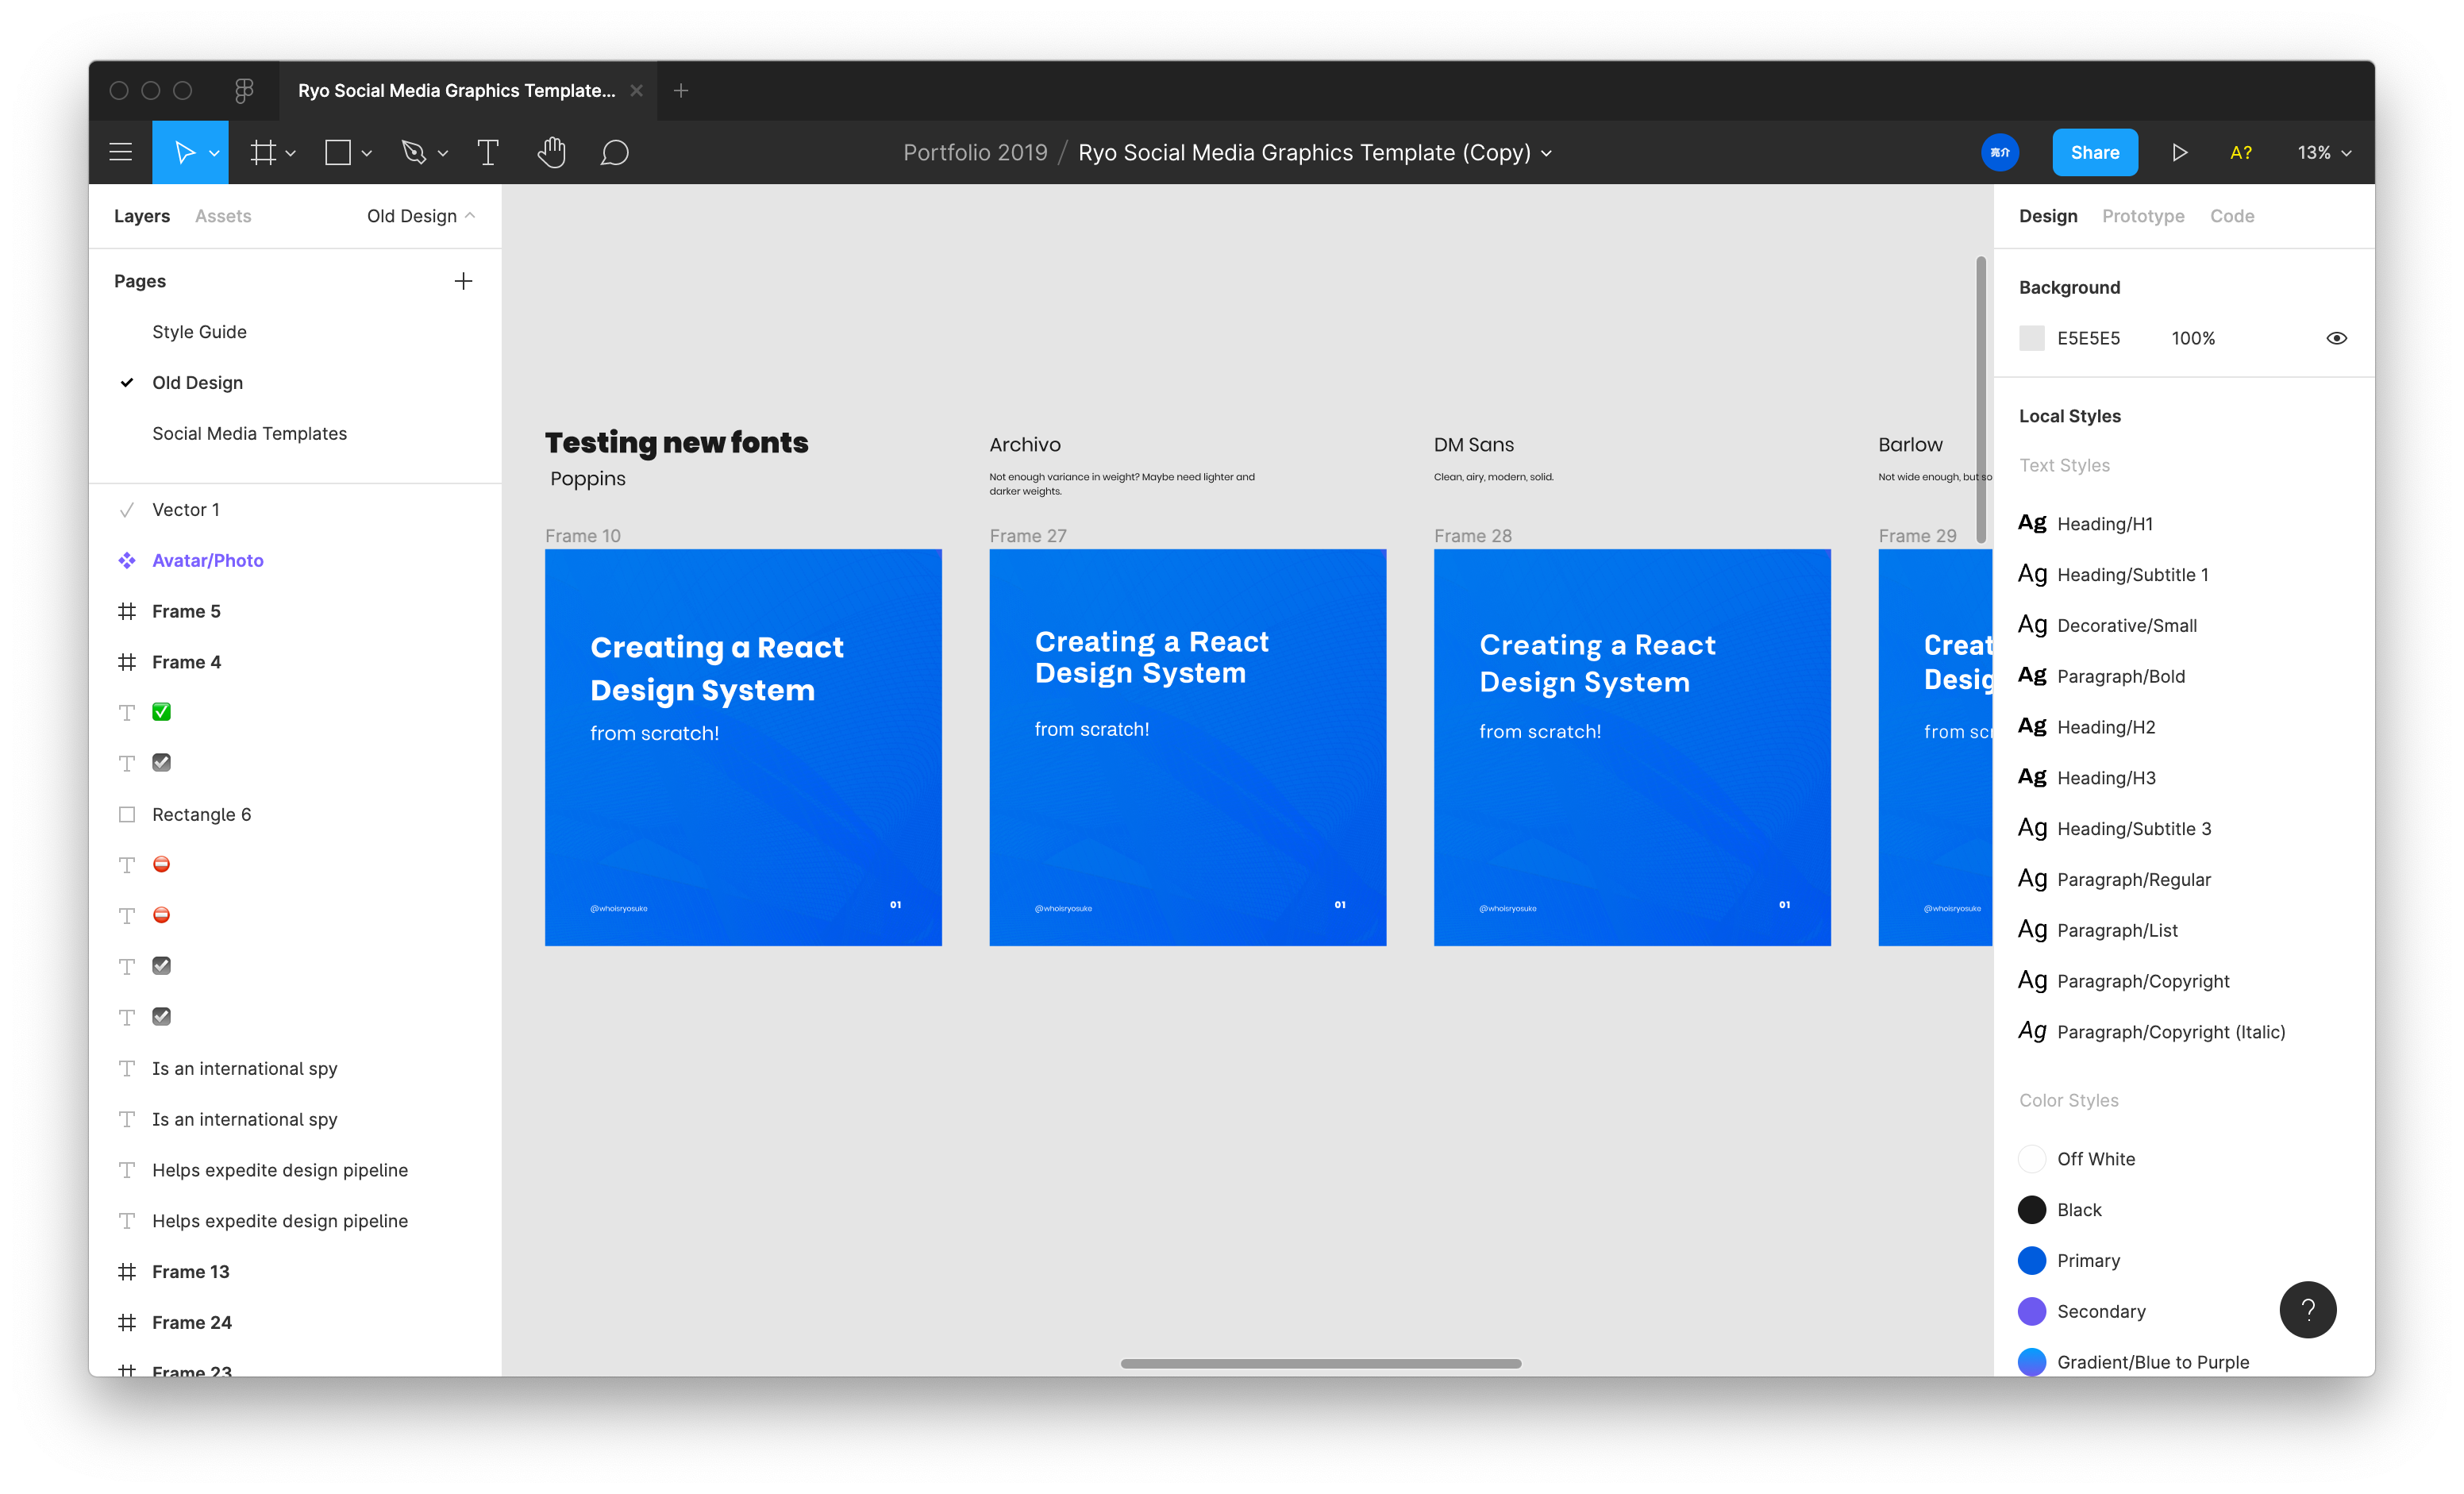 Ryo Social Media Graphics Template...
Portfolio 2019 / Ryo Social Media Graphics Template (Copy)
亮介
Share
A?
13%
Layers
Assets
Old Design
Pages
Style Guide
Old Design
Social Media Templates
Vector 1
Avatar/Photo
Frame 5
Frame 4
Rectangle 6
Is an international spy
Is an international spy
Helps expedite design pipeline
Helps expedite design pipeline
Frame 13
Frame 24
Frame 23
Testing new fonts
Poppins
Frame 10
Creating a React
Design System
from scratch!
@whoisryosuke
01
Archivo
Not enough variance in weight? Maybe need lighter and
darker weights.
Frame 27
Creating a React
Design System
from scratch!
@whoisryosuke
01
DM Sans
Clean, airy, modern, solid.
Frame 28
Creating a React
Design System
from scratch!
@whoisryosuke
01
Barlow
Not wide enough, but so
Frame 29
Creat
Desig
from scr
@whoisryosuke
Design
Prototype
Code
Background
E5E5E5
100%
Local Styles
Text Styles
Ag Heading/H1
Ag Heading/Subtitle 1
Ag Decorative/Small
Ag Paragraph/Bold
Ag Heading/H2
Ag Heading/H3
Ag Heading/Subtitle 3
Ag Paragraph/Regular
Ag Paragraph/List
Ag Paragraph/Copyright
Ag Paragraph/Copyright (Italic)
Color Styles
Off White
Black
Primary
Secondary
Gradient/Blue to Purple
?